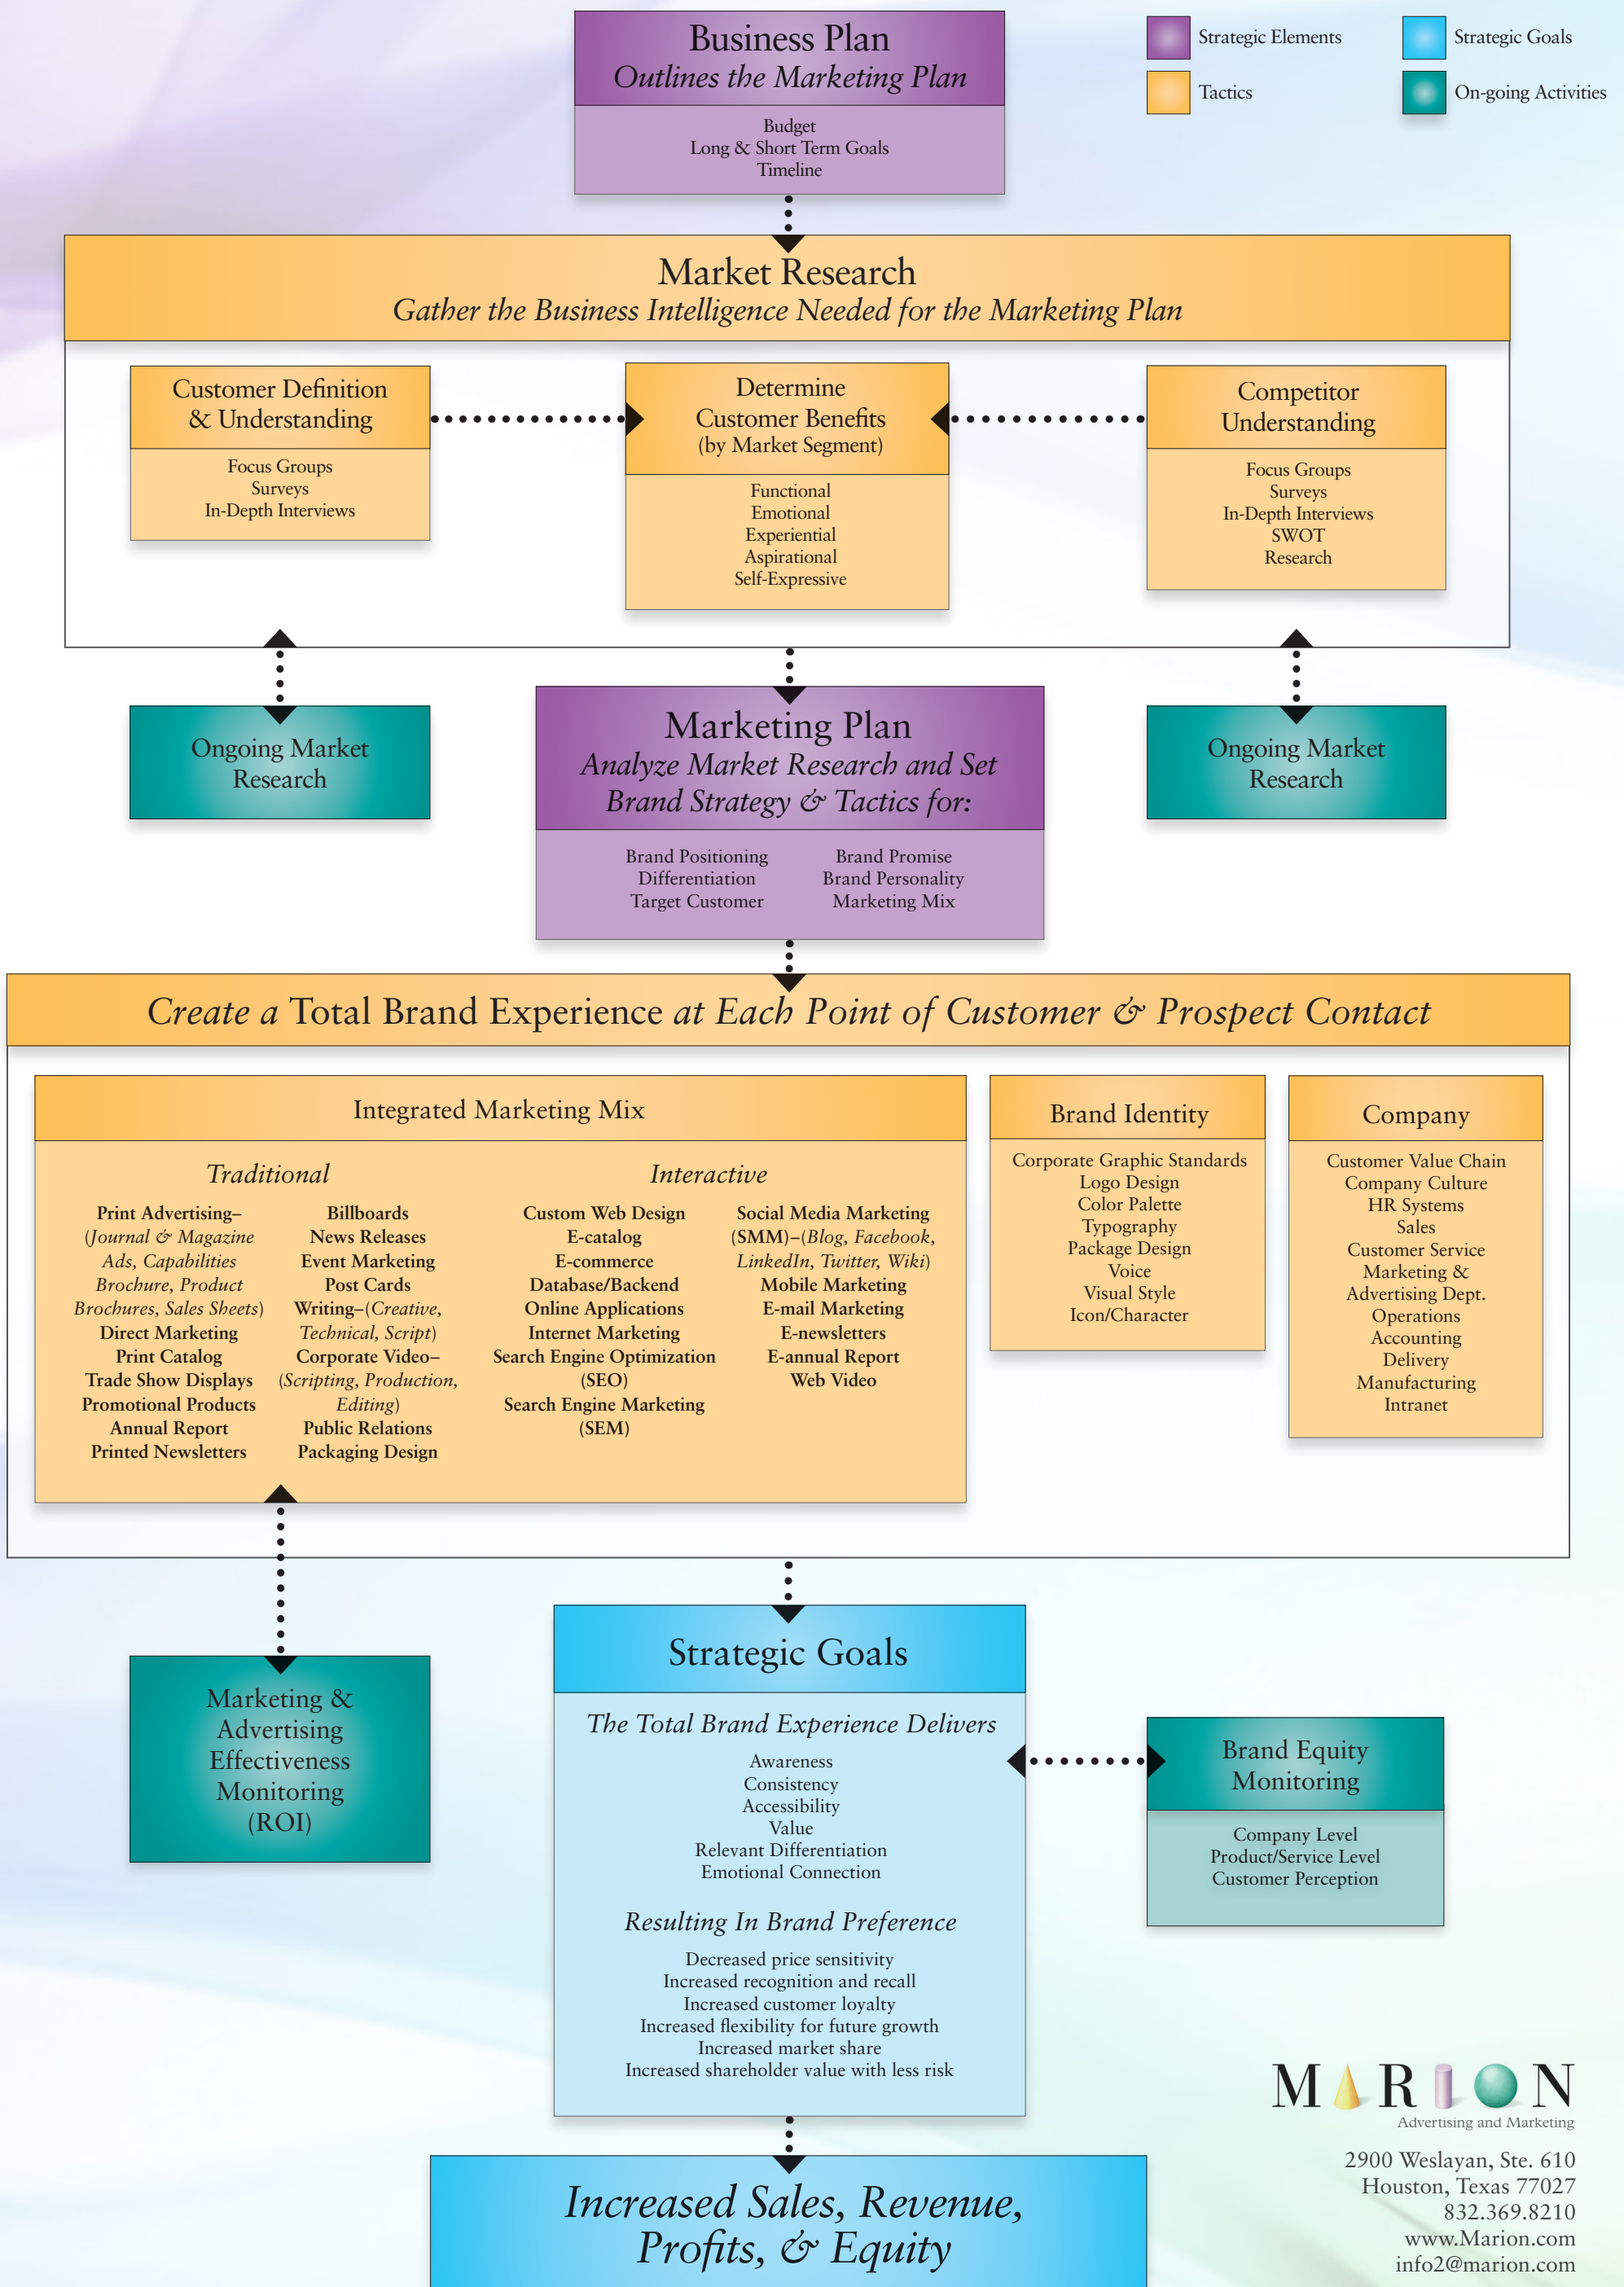 Business Plan
Outlines the Marketing Plan
Budget
Long & Short Term Goals
Timeline
Strategic Elements
Strategic Goals
Tactics
On-going Activities
Market Research
Gather the Business Intelligence Needed for the Marketing Plan
Customer Definition
& Understanding
Focus Groups
Surveys
In-Depth Interviews
Determine
Customer Benefits
(by Market Segment)
Functional
Emotional
Experiential
Aspirational
Self-Expressive
Competitor
Understanding
Focus Groups
Surveys
In-Depth Interviews
SWOT
Research
Ongoing Market
Research
Marketing Plan
Analyze Market Research and Set
Brand Strategy & Tactics for:
Brand Positioning
Differentiation
Target Customer
Brand Promise
Brand Personality
Marketing Mix
Ongoing Market
Research
Create a Total Brand Experience at Each Point of Customer & Prospect Contact
Integrated Marketing Mix
Traditional
Print Advertising–
(Journal & Magazine
Ads, Capabilities
Brochure, Product
Brochures, Sales Sheets)
Direct Marketing
Print Catalog
Trade Show Displays
Promotional Products
Annual Report
Printed Newsletters
Billboards
News Releases
Event Marketing
Post Cards
Writing–(Creative,
Technical, Script)
Corporate Video–
(Scripting, Production,
Editing)
Public Relations
Packaging Design
Interactive
Custom Web Design
E-catalog
E-commerce
Database/Backend
Online Applications
Internet Marketing
Search Engine Optimization
(SEO)
Search Engine Marketing
(SEM)
Social Media Marketing
(SMM)–(Blog, Facebook,
LinkedIn, Twitter, Wiki)
Mobile Marketing
E-mail Marketing
E-newsletters
E-annual Report
Web Video
Brand Identity
Corporate Graphic Standards
Logo Design
Color Palette
Typography
Package Design
Voice
Visual Style
Icon/Character
Company
Customer Value Chain
Company Culture
HR Systems
Sales
Customer Service
Marketing &
Advertising Dept.
Operations
Accounting
Delivery
Manufacturing
Intranet
Marketing &
Advertising
Effectiveness
Monitoring
(ROI)
Strategic Goals
The Total Brand Experience Delivers
Awareness
Consistency
Accessibility
Value
Relevant Differentiation
Emotional Connection
Resulting In Brand Preference
Decreased price sensitivity
Increased recognition and recall
Increased customer loyalty
Increased flexibility for future growth
Increased market share
Increased shareholder value with less risk
Brand Equity
Monitoring
Company Level
Product/Service Level
Customer Perception
Increased Sales, Revenue,
Profits, & Equity
MARION
Advertising and Marketing
2900 Weslayan, Ste. 610
Houston, Texas 77027
832.369.8210
www.Marion.com
info2@marion.com